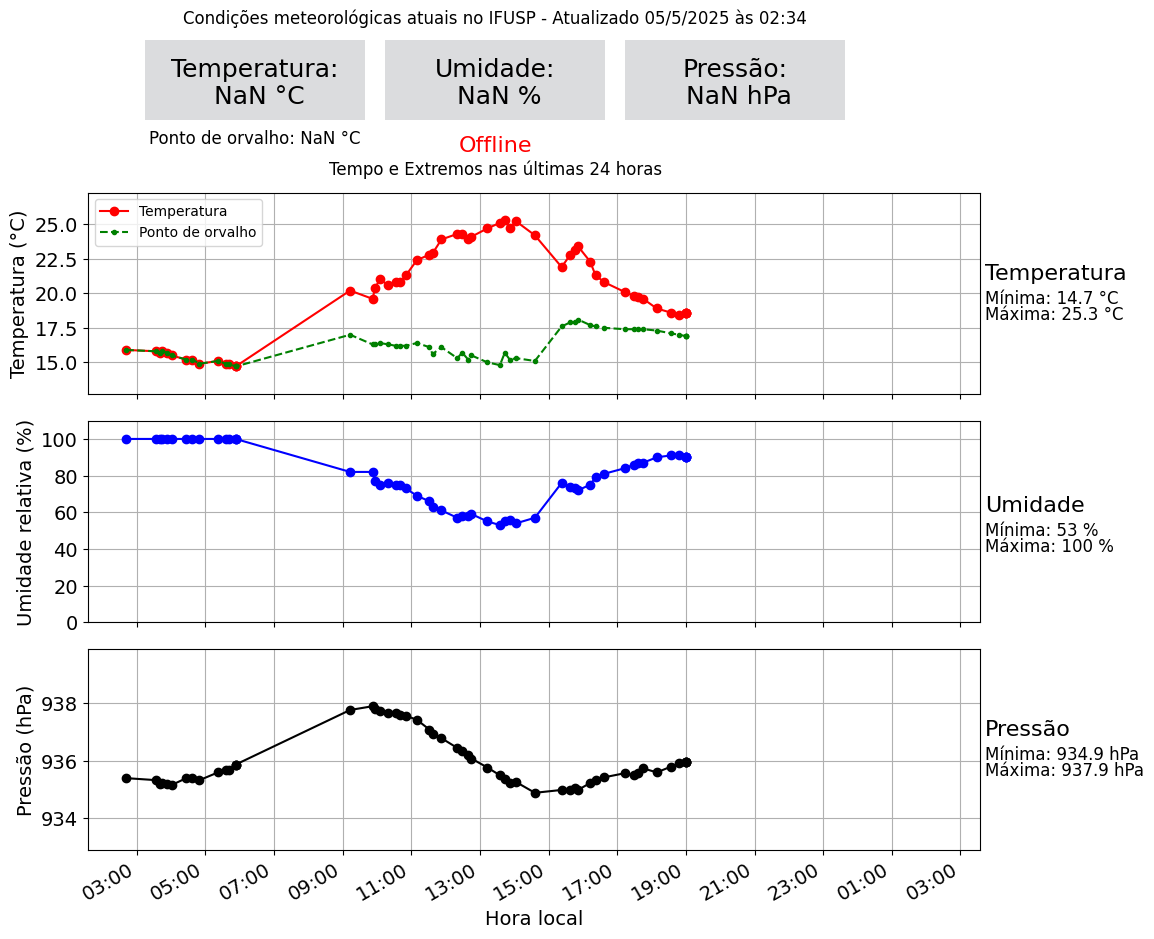 Condições meteorológicas atuais no IFUSP - Atualizado 05/5/2025 às 02:34
Temperatura:
NaN °C
Umidade:
NaN %
Pressão:
NaN hPa
Ponto de orvalho: NaN °C
Offline
Tempo e Extremos nas últimas 24 horas
Temperatura (°C)
25.0
22.5
20.0
17.5
15.0
Temperatura
Ponto de orvalho
Temperatura
Mínima: 14.7 °C
Máxima: 25.3 °C
Umidade relativa (%)
100
80
60
40
20
0
Umidade
Mínima: 53 %
Máxima: 100 %
Pressão (hPa)
938
936
934
Pressão
Mínima: 934.9 hPa
Máxima: 937.9 hPa
03:00 05:00 07:00 09:00 11:00 13:00 15:00 17:00 19:00 21:00 23:00 01:00 03:00
Hora local